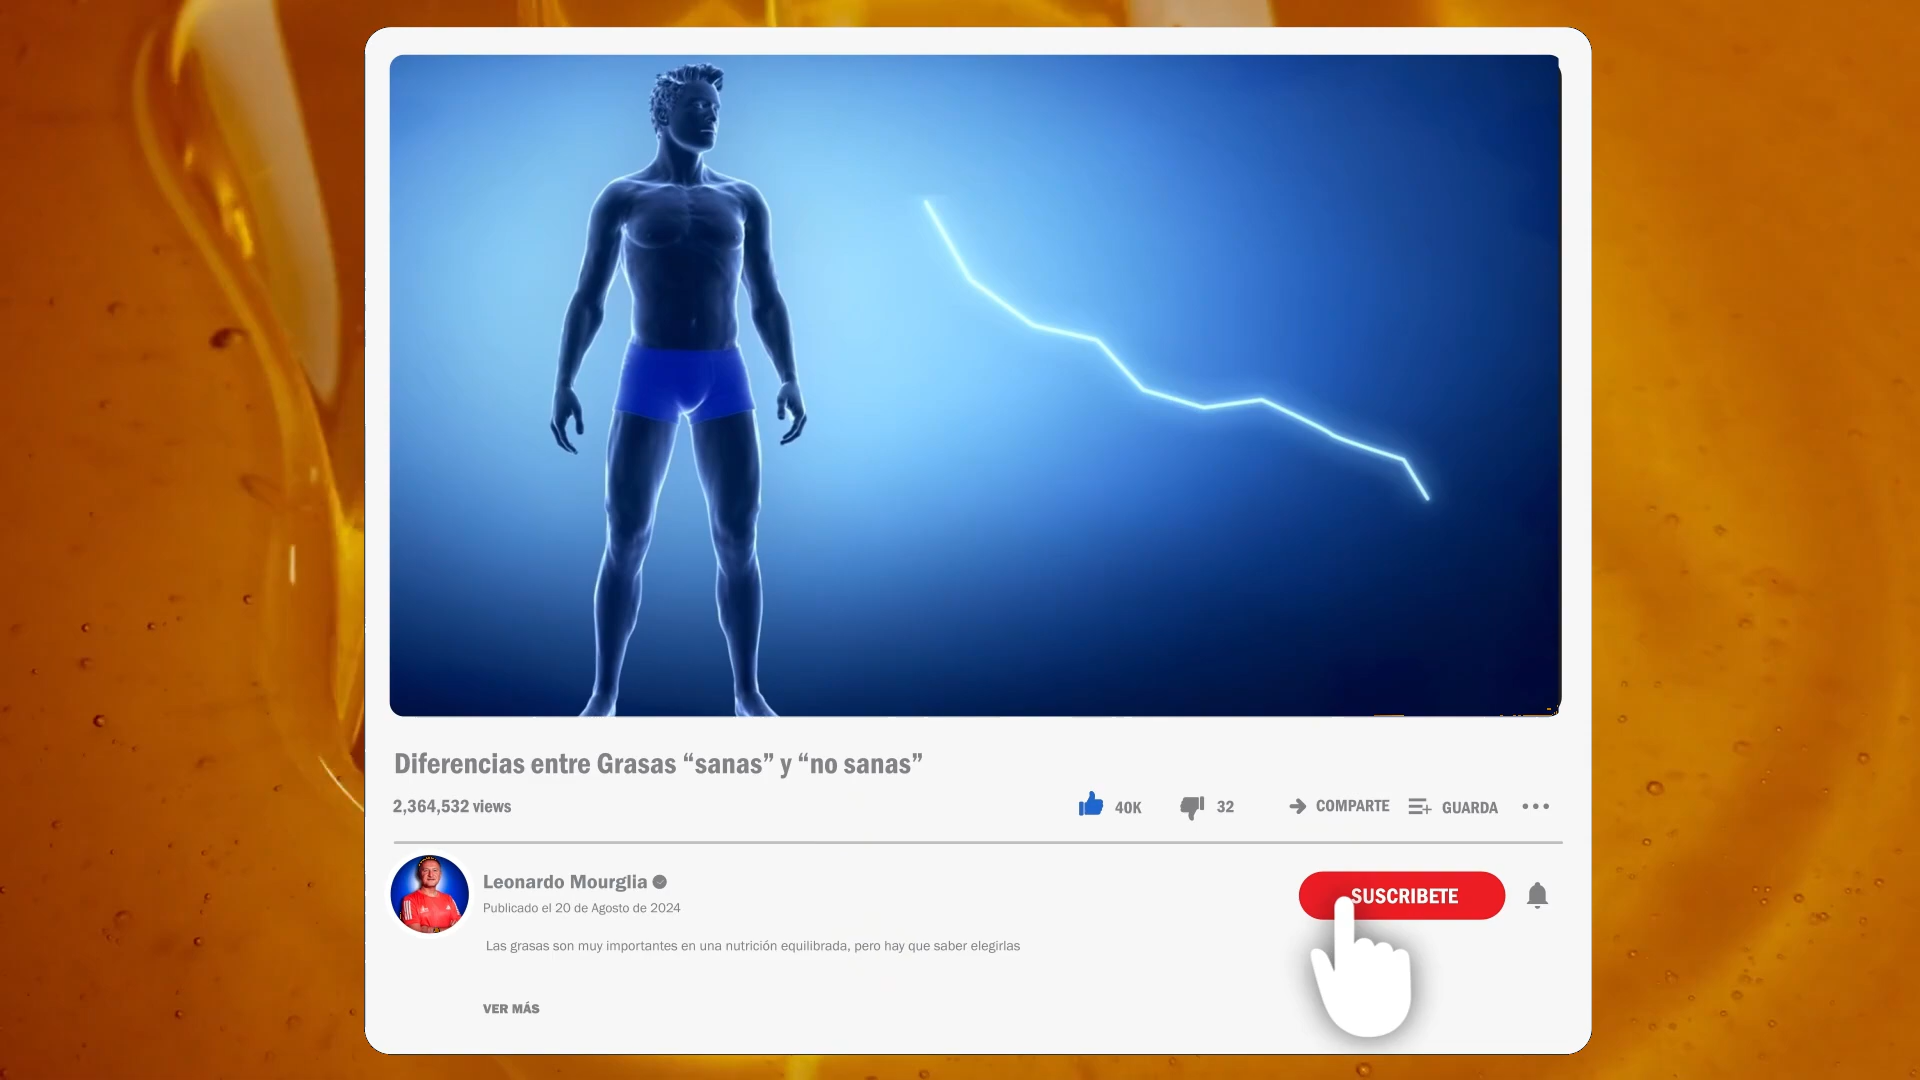 Diferencias entre Grasas “sanas” y “no sanas”
2,364,532 views
40K
32
COMPARTE
GUARDA
Leonardo Mourglia
SUSCRIBETE
Publicado el 20 de Agosto de 2024
Las grasas son muy importantes en una nutrición equilibrada, pero hay que saber elegirlas
VER MÁS